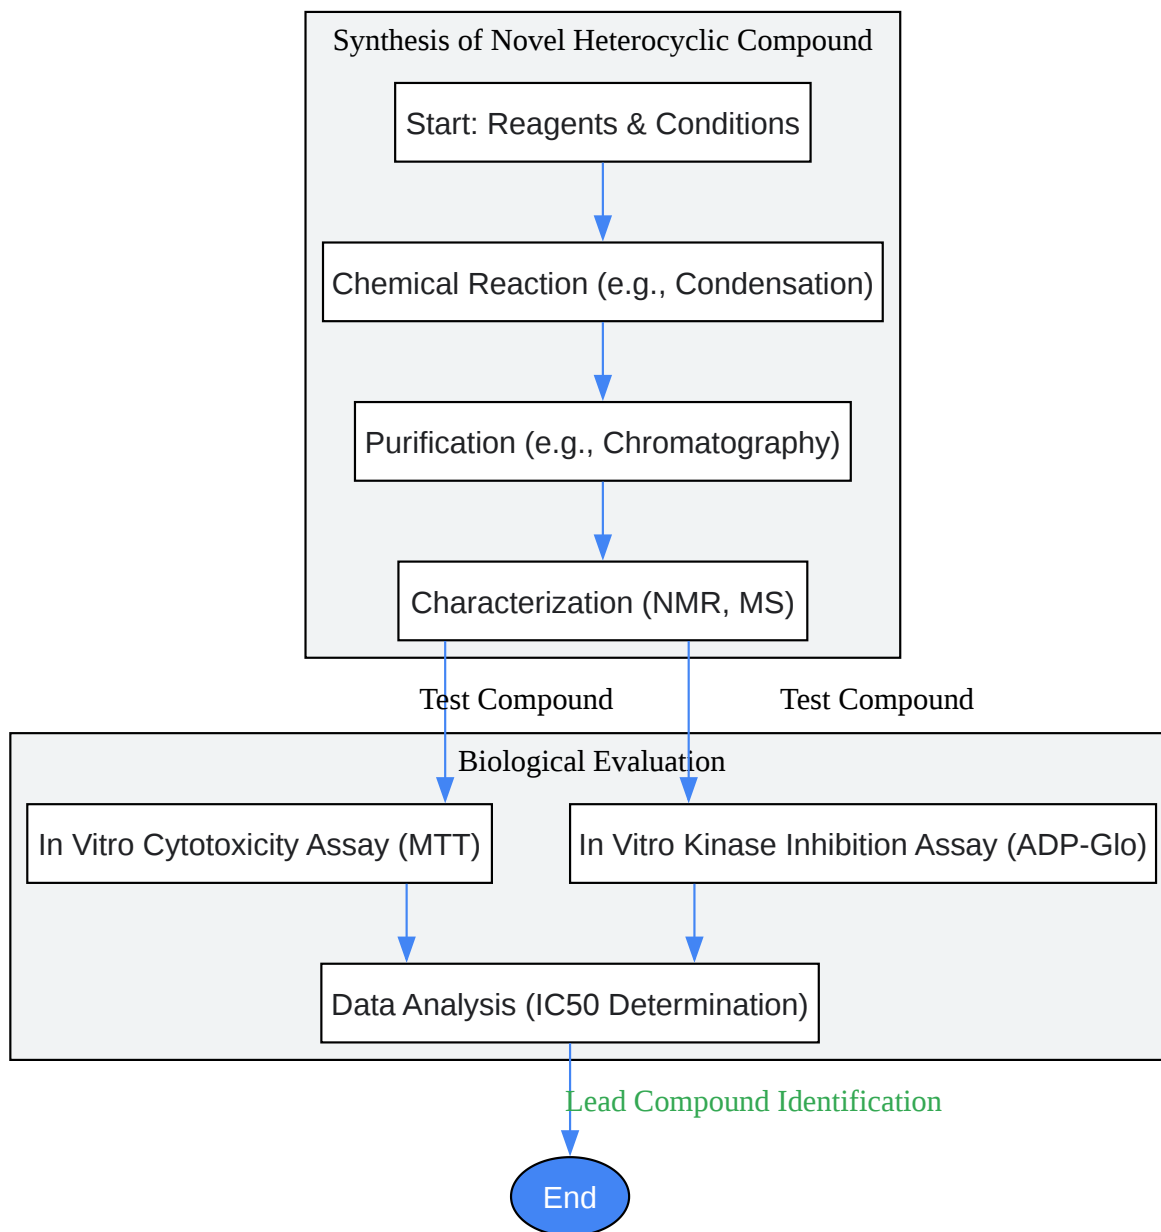 Synthesis of Novel Heterocyclic Compound
Start: Reagents & Conditions
Chemical Reaction (e.g., Condensation)
Purification (e.g., Chromatography)
Characterization (NMR, MS)
Test Compound
Test Compound
Biological Evaluation
In Vitro Cytotoxicity Assay (MTT)
In Vitro Kinase Inhibition Assay (ADP-Glo)
Data Analysis (IC50 Determination)
Lead Compound Identification
End